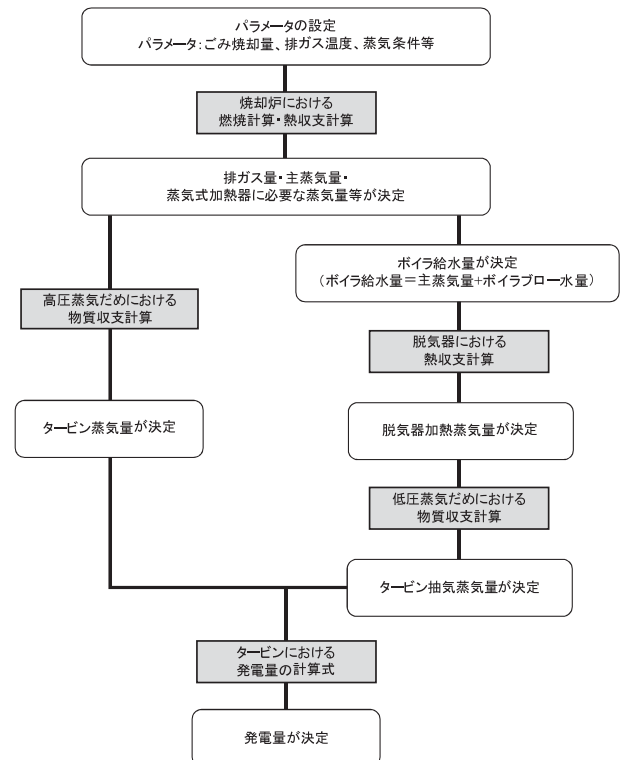 パラメータの設定
パラメータ：ごみ焼却量、排ガス温度、蒸気条件等
焼却炉における
燃焼計算・熱収支計算
排ガス量・主蒸気量・
蒸気式加熱器に必要な蒸気量等が決定
ボイラ給水量が決定
（ボイラ給水量＝主蒸気量+ボイラブロー水量）
高圧蒸気だめにおける
物質収支計算
脱気器における
熱収支計算
タービン蒸気量が決定
脱気器加熱蒸気量が決定
低圧蒸気だめにおける
物質収支計算
タービン抽気蒸気量が決定
タービンにおける
発電量の計算式
発電量が決定